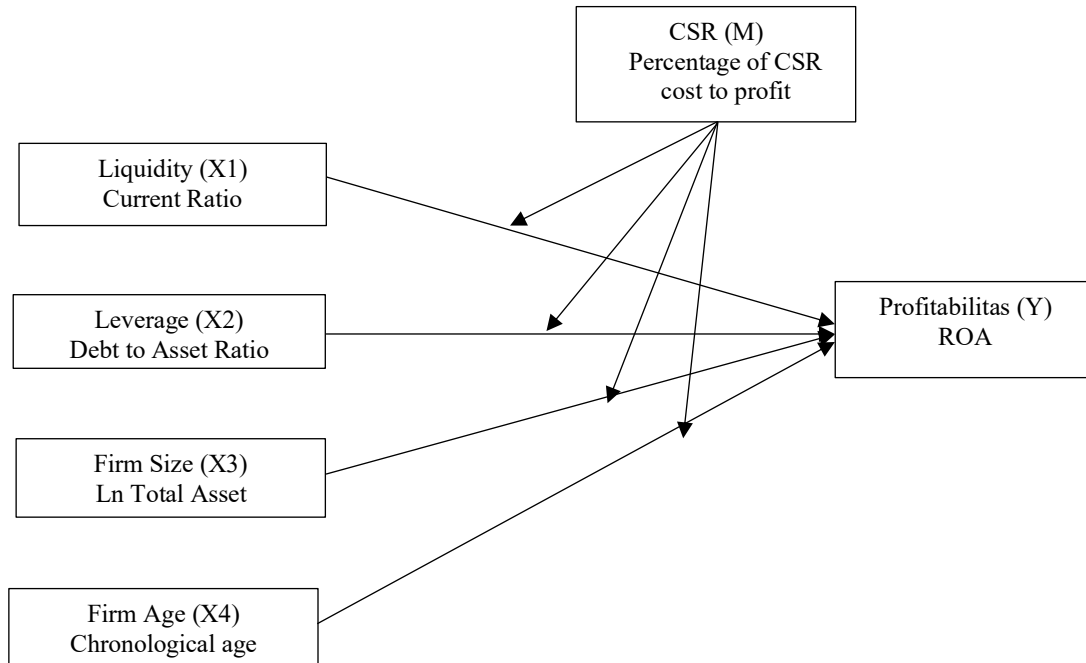 CSR (M)
Percentage of CSR
cost to profit
Liquidity (X1)
Current Ratio
Leverage (X2)
Debt to Asset Ratio
Profitabilitas (Y)
ROA
Firm Size (X3)
Ln Total Asset
Firm Age (X4)
Chronological age